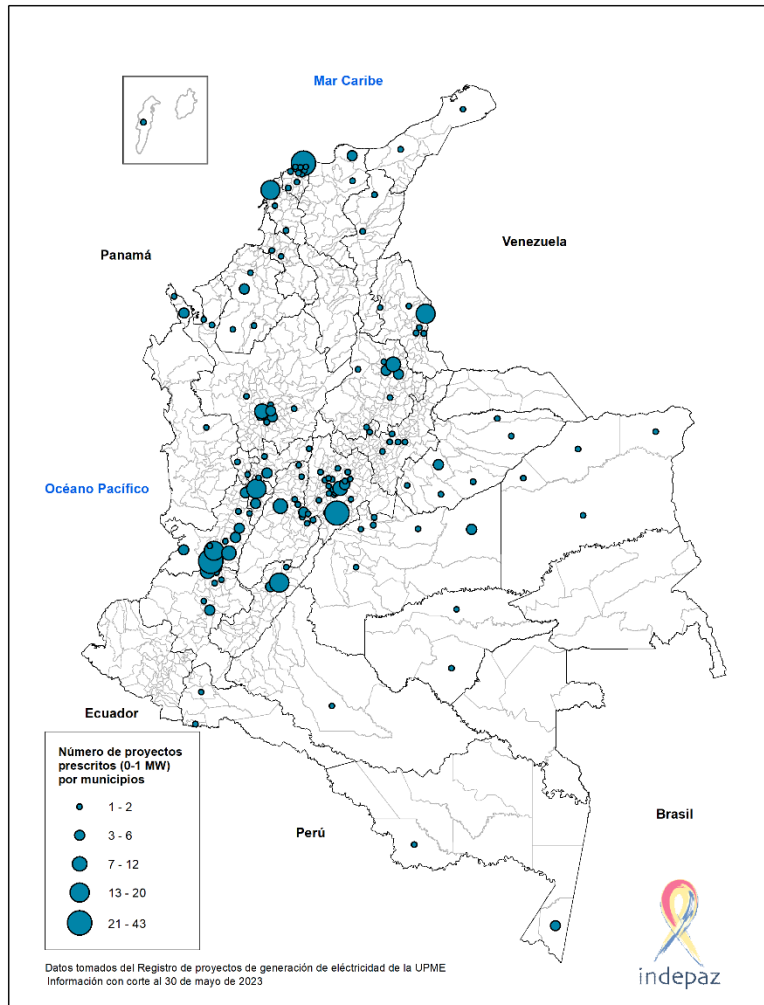 Mar Caribe
Panamá
Venezuela
Océano Pacífico
Ecuador
Número de proyectos
prescritos (0-1 MW)
por municipios
1 - 2
3 - 6
7 - 12
13 - 20
21 - 43
Perú
Brasil
Datos tomados del Registro de proyectos de generación de eléctricidad de la UPME
Información con corte al 30 de mayo de 2023
indepaz